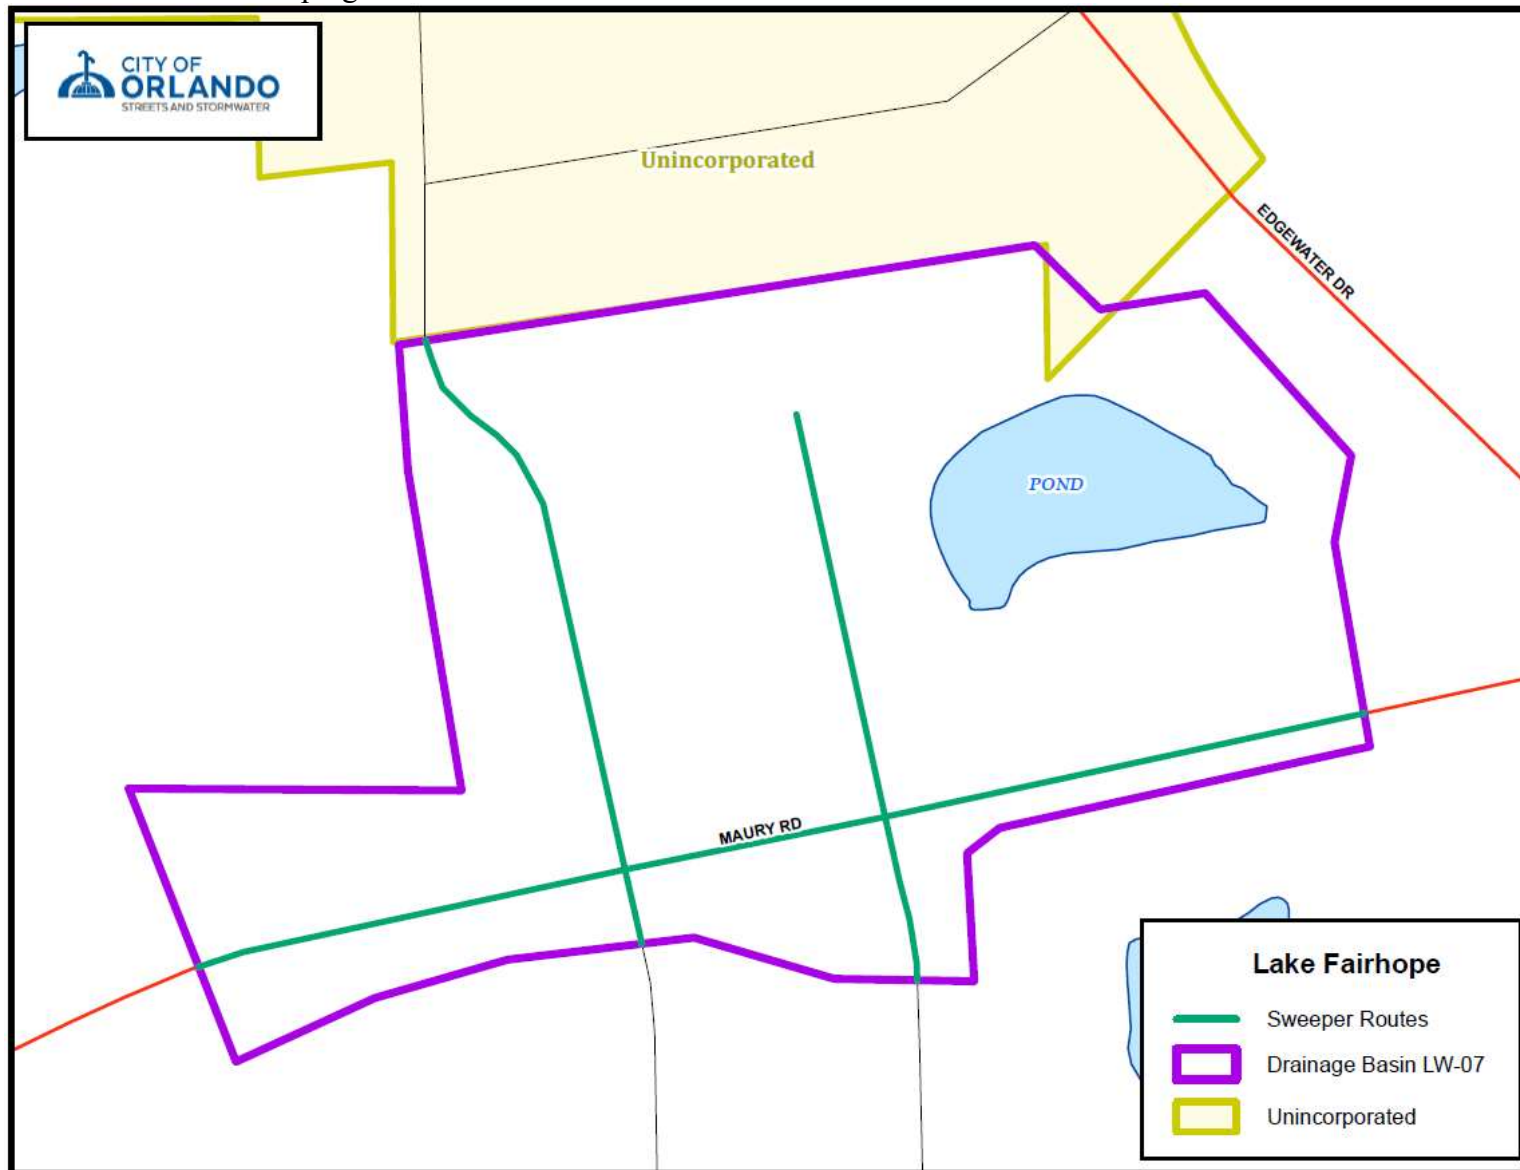 CITY OF
ORLANDO
STREETS AND STORMWATER
Unincorporated
EDGEWATER DR
POND
MAURY RD
Lake Fairhope
Sweeper Routes
Drainage Basin LW-07
Unincorporated